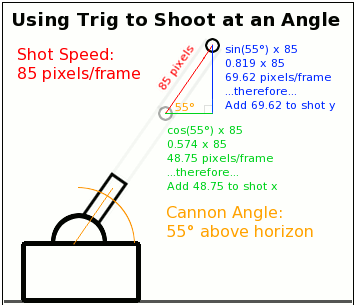 Using Trig to Shoot at an Angle
Shot Speed:
85 pixels/frame
85 pixels
55°
sin(55°) x 85
0.819 x 85
69.62 pixels/frame
...therefore...
Add 69.62 to shot y
cos(55°) x 85
0.574 x 85
48.75 pixels/frame
...therefore...
Add 48.75 to shot x
Cannon Angle:
55° above horizon